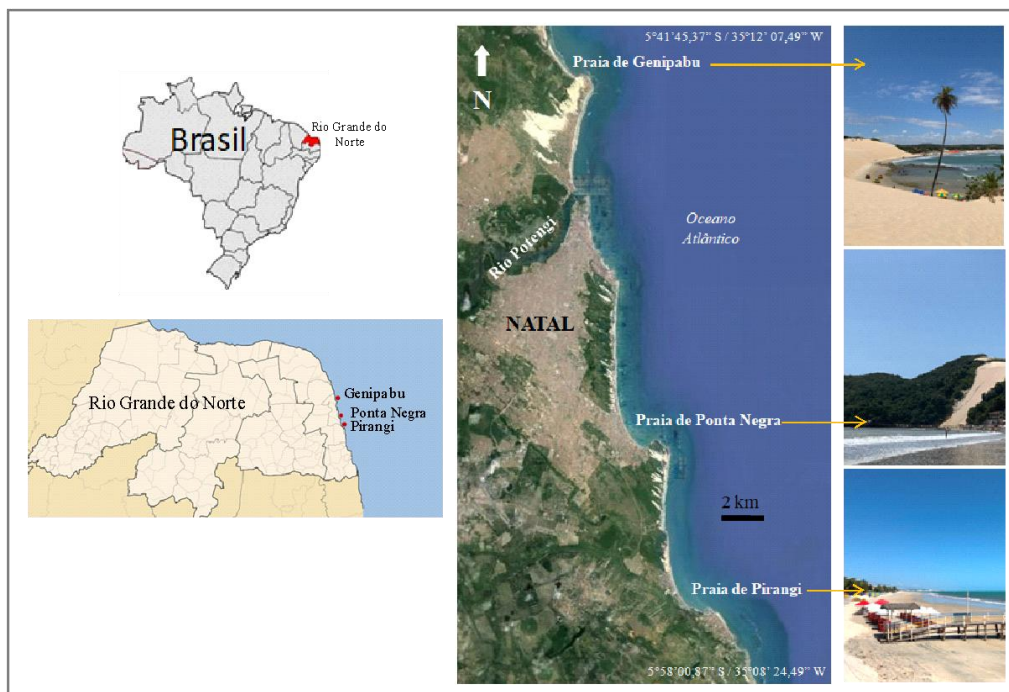 Brasil
Rio Grande do
Norte
Rio Grande do Norte
Genipabu
Ponta Negra
Pirangi
5°41'45,37" S / 35°12' 07,49" W
Praia de Genipabu
N
Oceano
Atlântico
Rio Potengi
NATAL
Praia de Ponta Negra
2 km
Praia de Pirangi
5°58'00,87" S / 35°08' 24,49" W